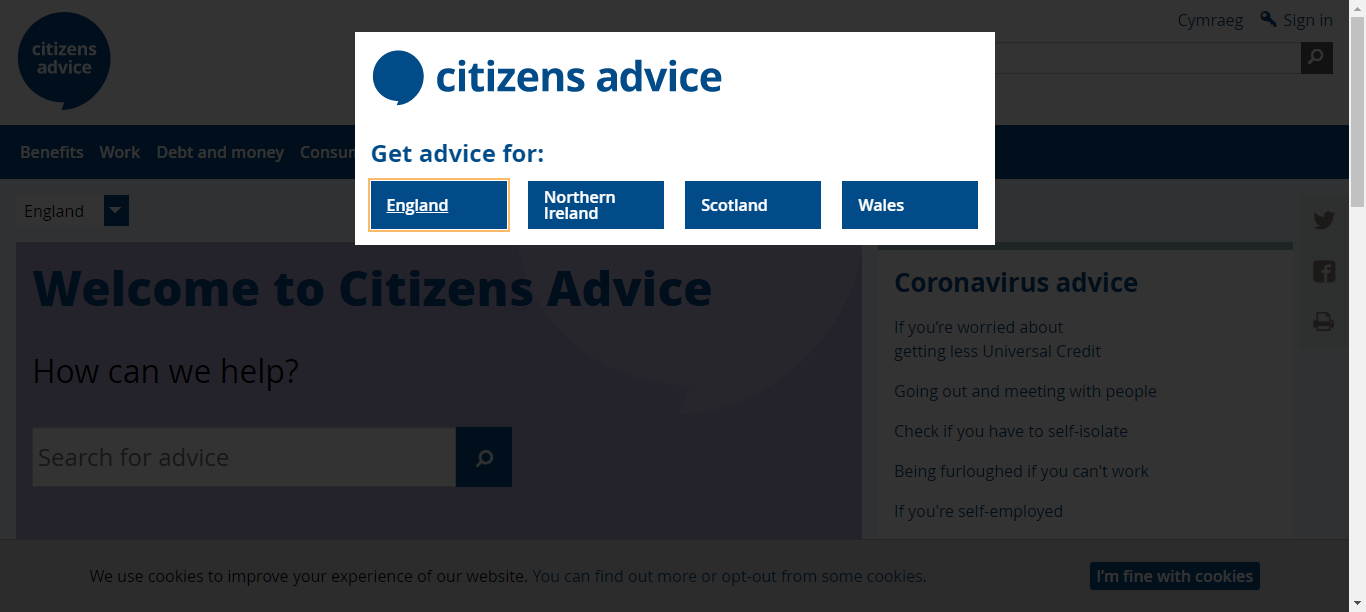 citizens
advice
Cymraeg Sign in
citizens advice
Get advice for:
England
Northern
Ireland
Scotland
Wales
Benefits Work Debt and money Consum
England
Welcome to Citizens Advice
How can we help?
Search for advice
Coronavirus advice
If you're worried about
getting less Universal Credit
Going out and meeting with people
Check if you have to self-isolate
Being furloughed if you can't work
If you're self-employed
We use cookies to improve your experience of our website. You can find out more or opt-out from some cookies.
I'm fine with cookies